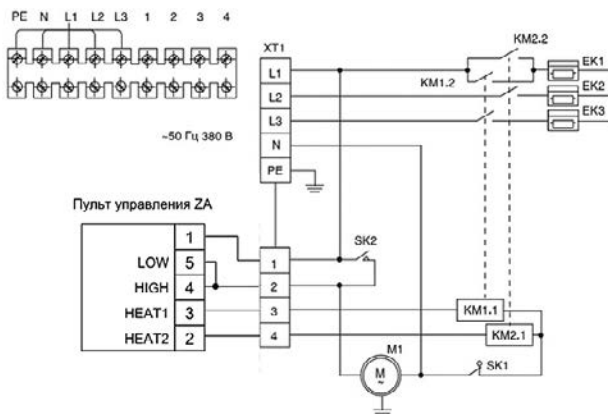 PE N L1 L2 L3 1 2 3 4
~50 Гц 380 В
XT1
L1
L2
L3
N
PE
KM2.2
KM1.2
EK1
EK2
EK3
Пульт управления ZA
1
LOW 5
HIGH 4
HEAT1 3
HEAT2 2
1
2
3
4
SK2
KM1.1
KM2.1
M1
M
~
SK1